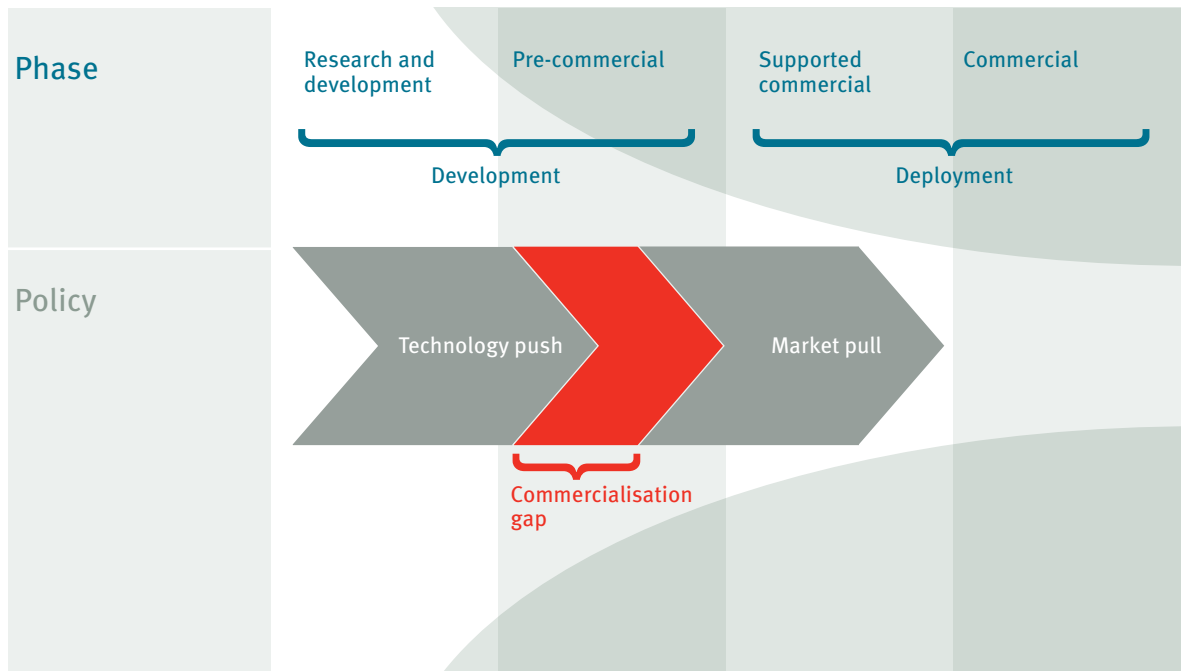 Phase
Research and
development
Pre-commercial
Supported
commercial
Commercial
Development
Deployment
Policy
Technology push
Market pull
Commercialisation
gap